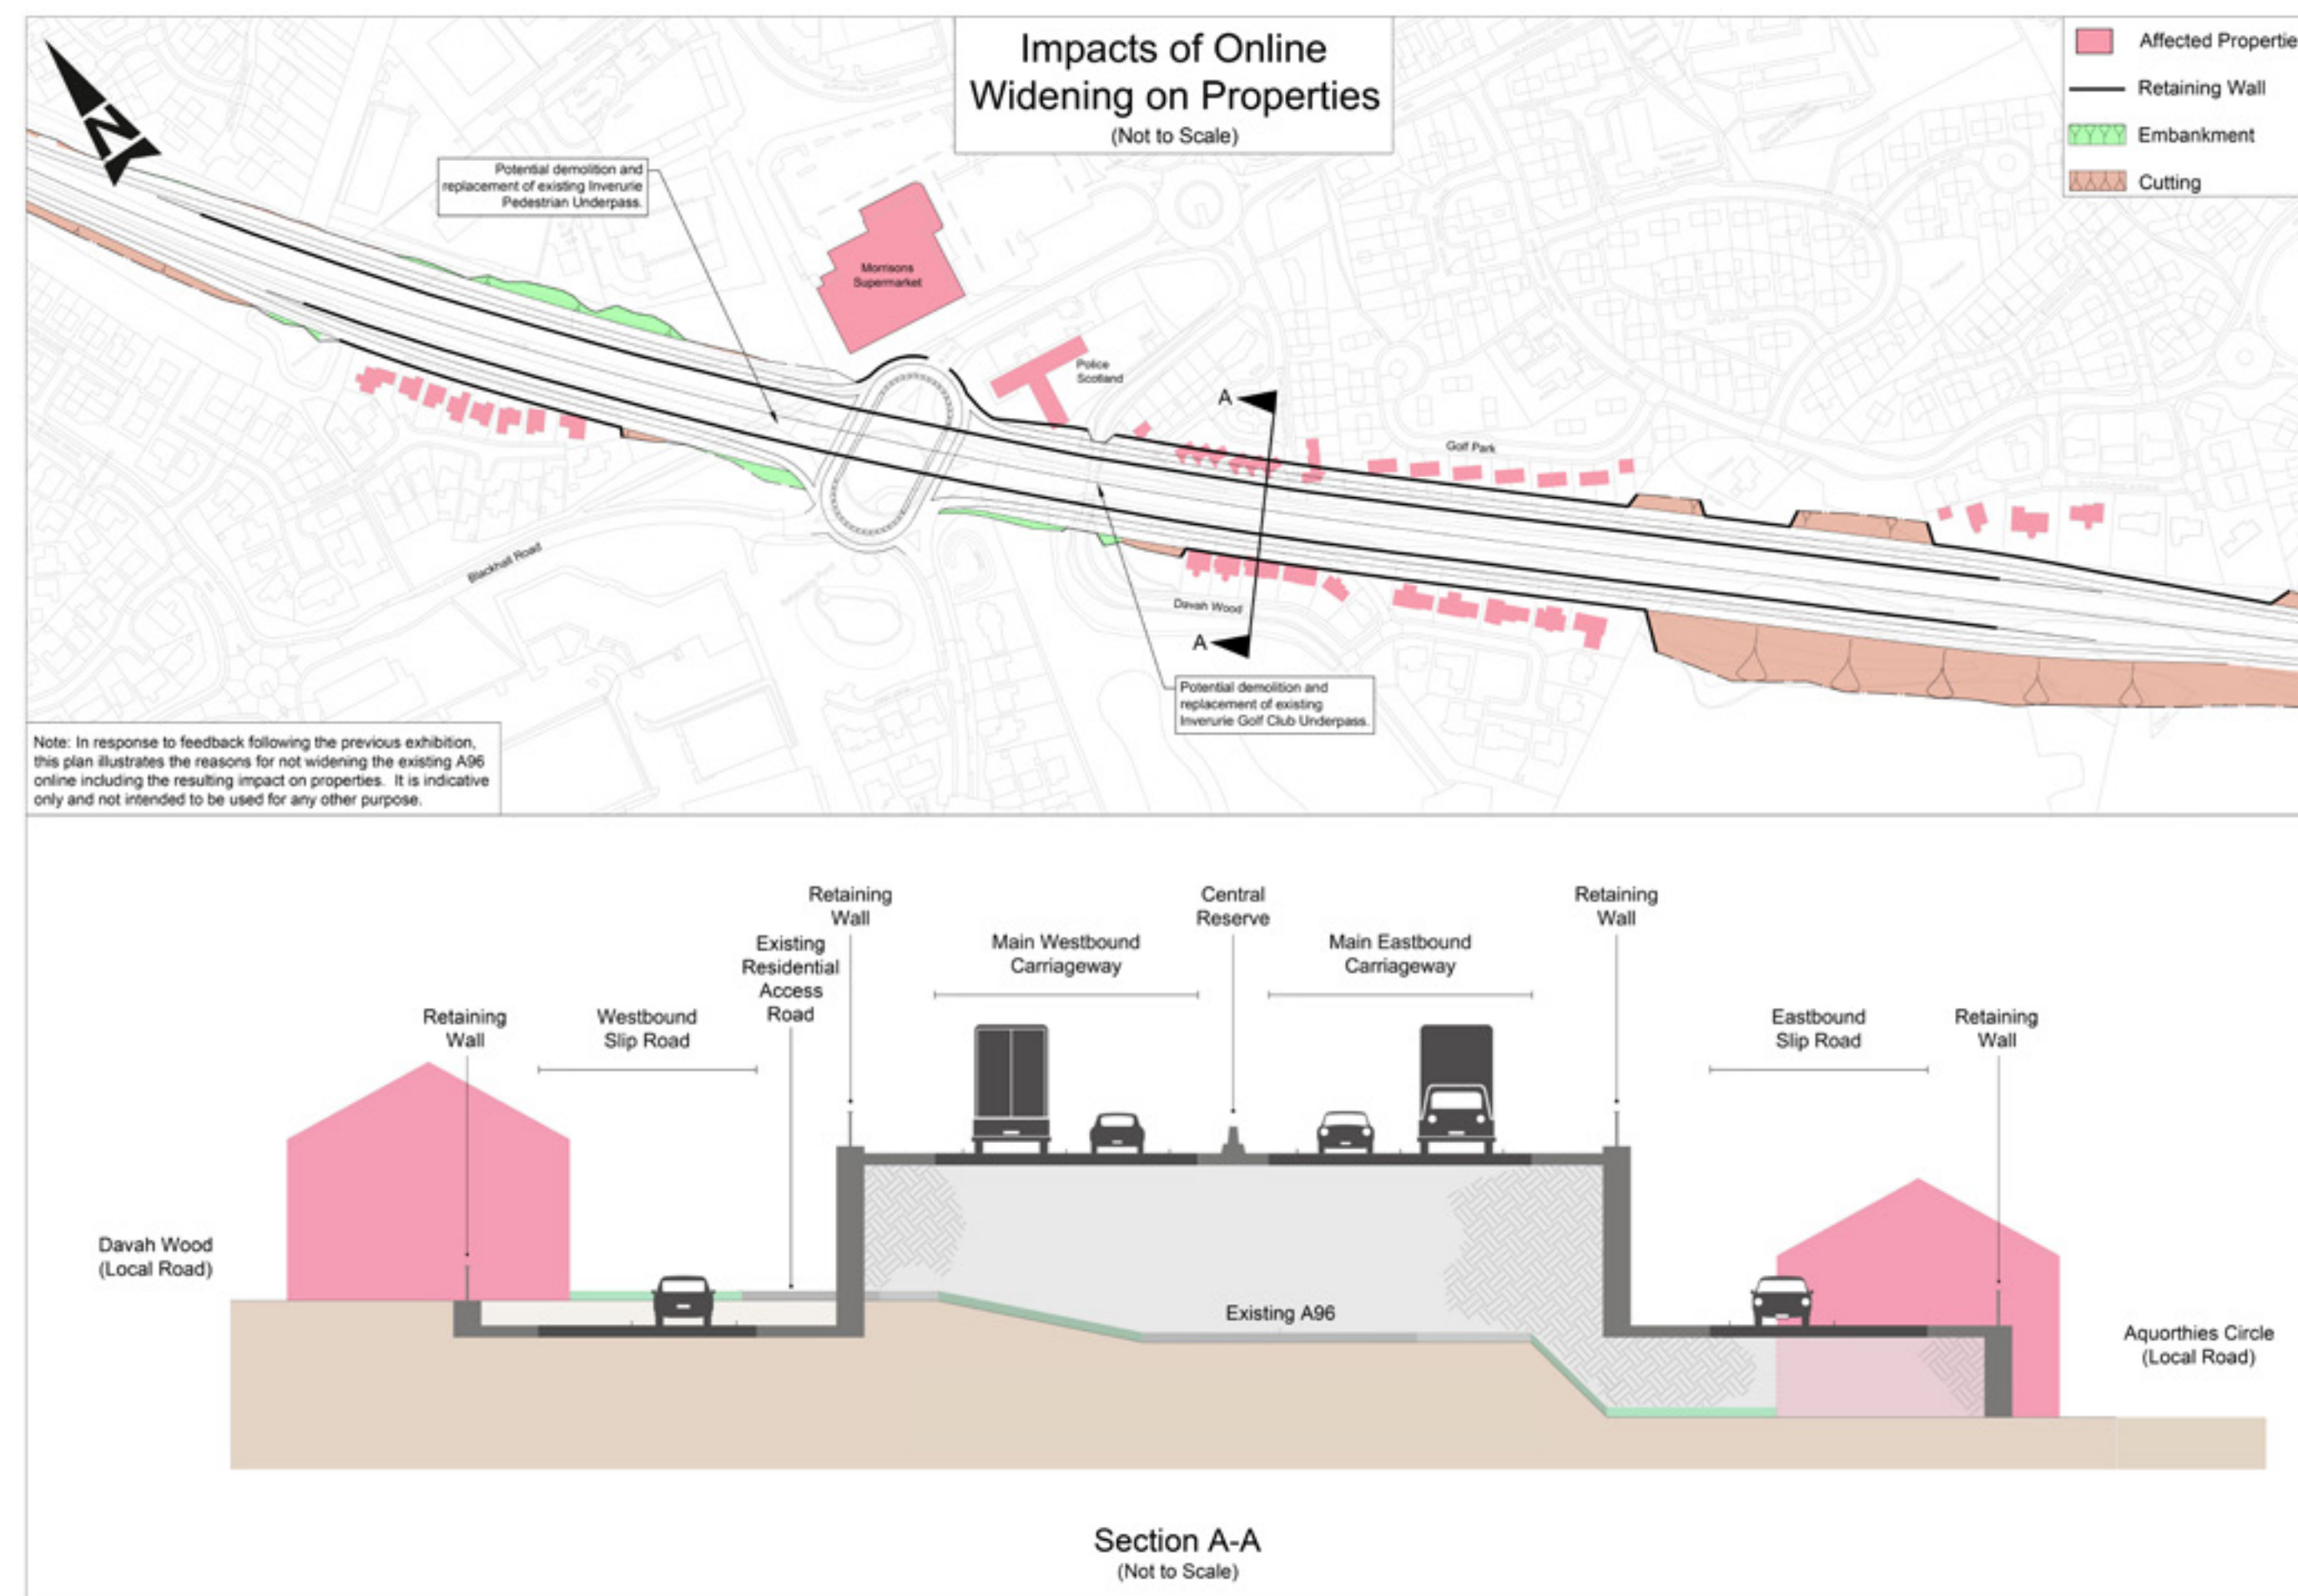 Impacts of Online
Widening on Properties
(Not to Scale)
Affected Propertie
Retaining Wall
Embankment
Cutting
N
Potential demolition and
replacement of existing Inverurie
Pedestrian Underpass.
Morrisons
Supermarket
Police
Scotland
A
Golf Park
Blackhall Road
Davah Wood
A
Potential demolition and
replacement of existing
Inverurie Golf Club Underpass.
Note: In response to feedback following the previous exhibition,
this plan illustrates the reasons for not widening the existing A96
online including the resulting impact on properties. It is indicative
only and not intended to be used for any other purpose.
Retaining
Wall
Central
Reserve
Retaining
Wall
Existing
Residential
Access
Road
Main Westbound
Carriageway
Main Eastbound
Carriageway
Retaining
Wall
Westbound
Slip Road
Eastbound
Slip Road
Retaining
Wall
Davah Wood
(Local Road)
Existing A96
Aquorthies Circle
(Local Road)
Section A-A
(Not to Scale)